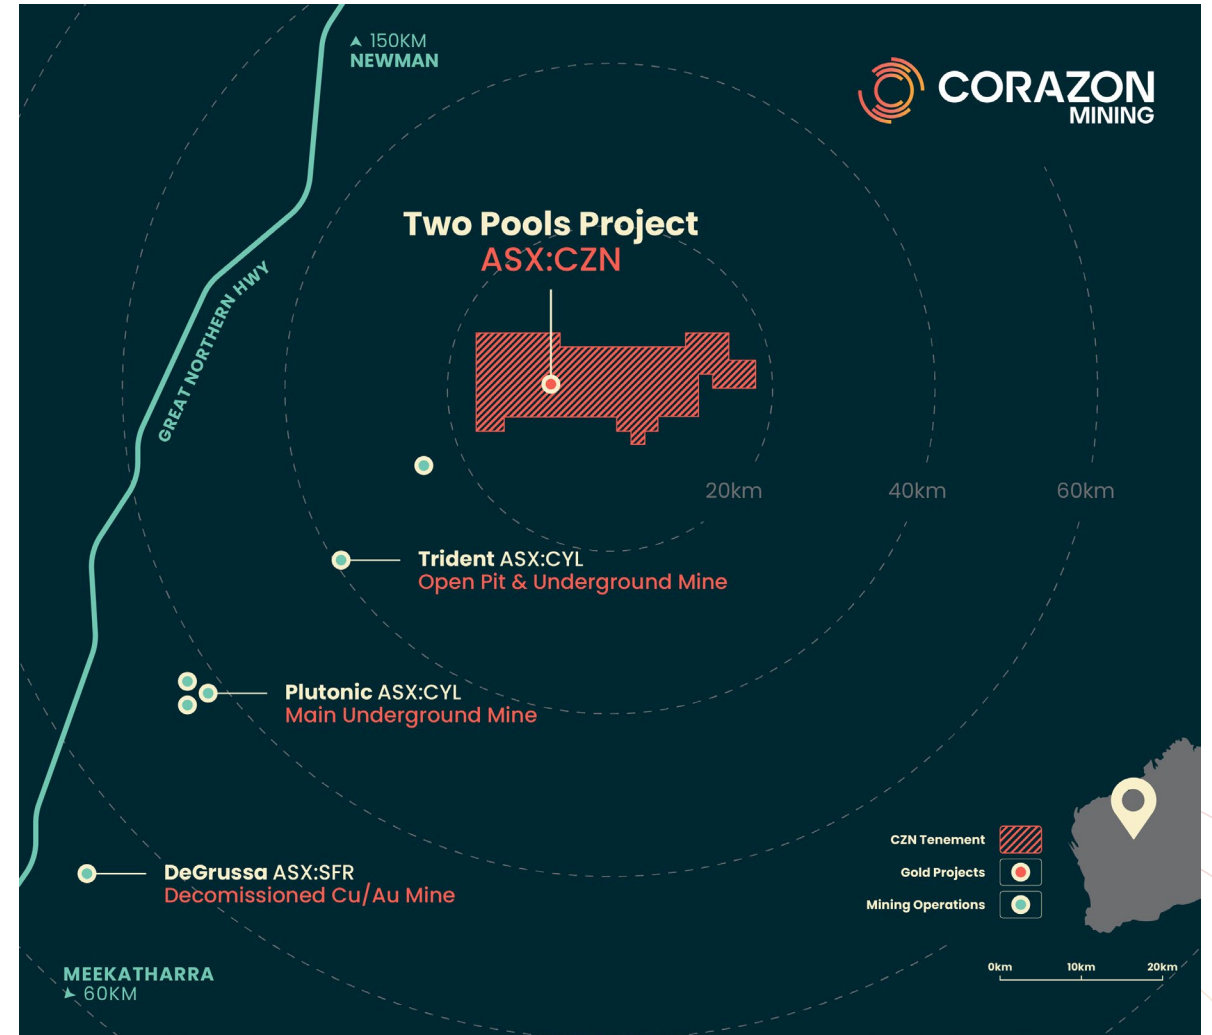 150KM
NEWMAN
CORAZON
MINING
Two Pools Project
ASX:CZN
GREAT NORTHERN HWY
20km
40km
60km
Trident ASX:CYL
Open Pit & Underground Mine
Plutonic ASX:CYL
Main Underground Mine
DeGrussa ASX:SFR
Decomissioned Cu/Au Mine
CZN Tenement
Gold Projects
Mining Operations
MEEKATHARRA
60KM
0km 10km 20km